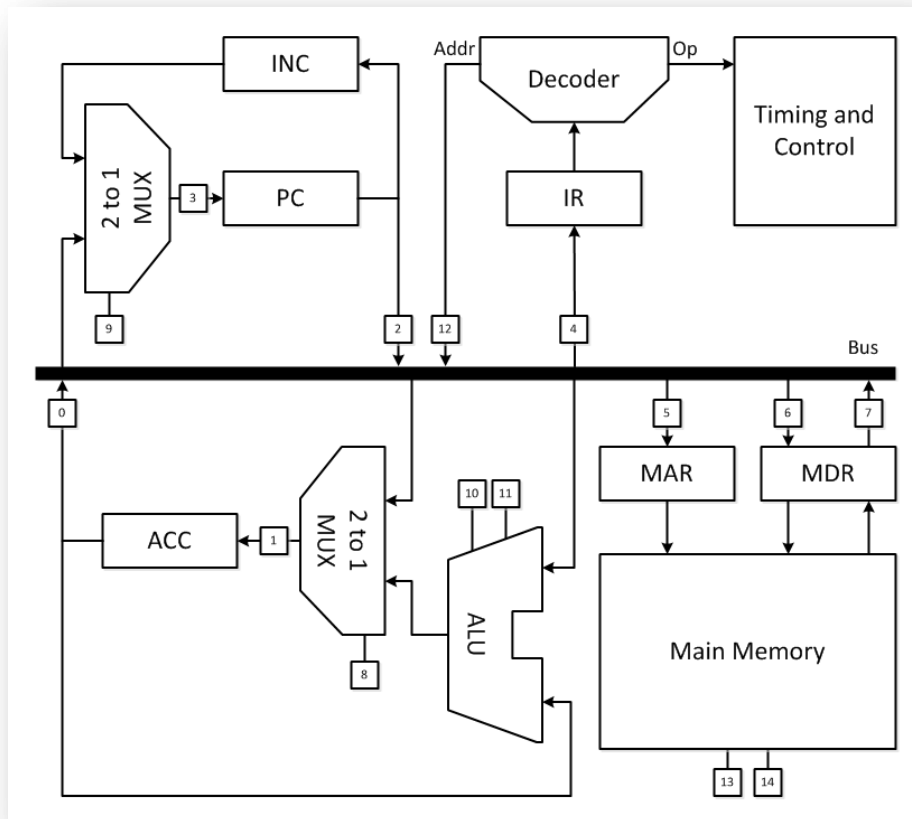 INC
Addr
Decoder
Op
Timing and
Control
2 to 1
MUX
3
PC
IR
9
2
12
4
Bus
0
5
6
7
MAR
MDR
10
11
2 to 1
MUX
ACC
1
ALU
Main Memory
8
13
14